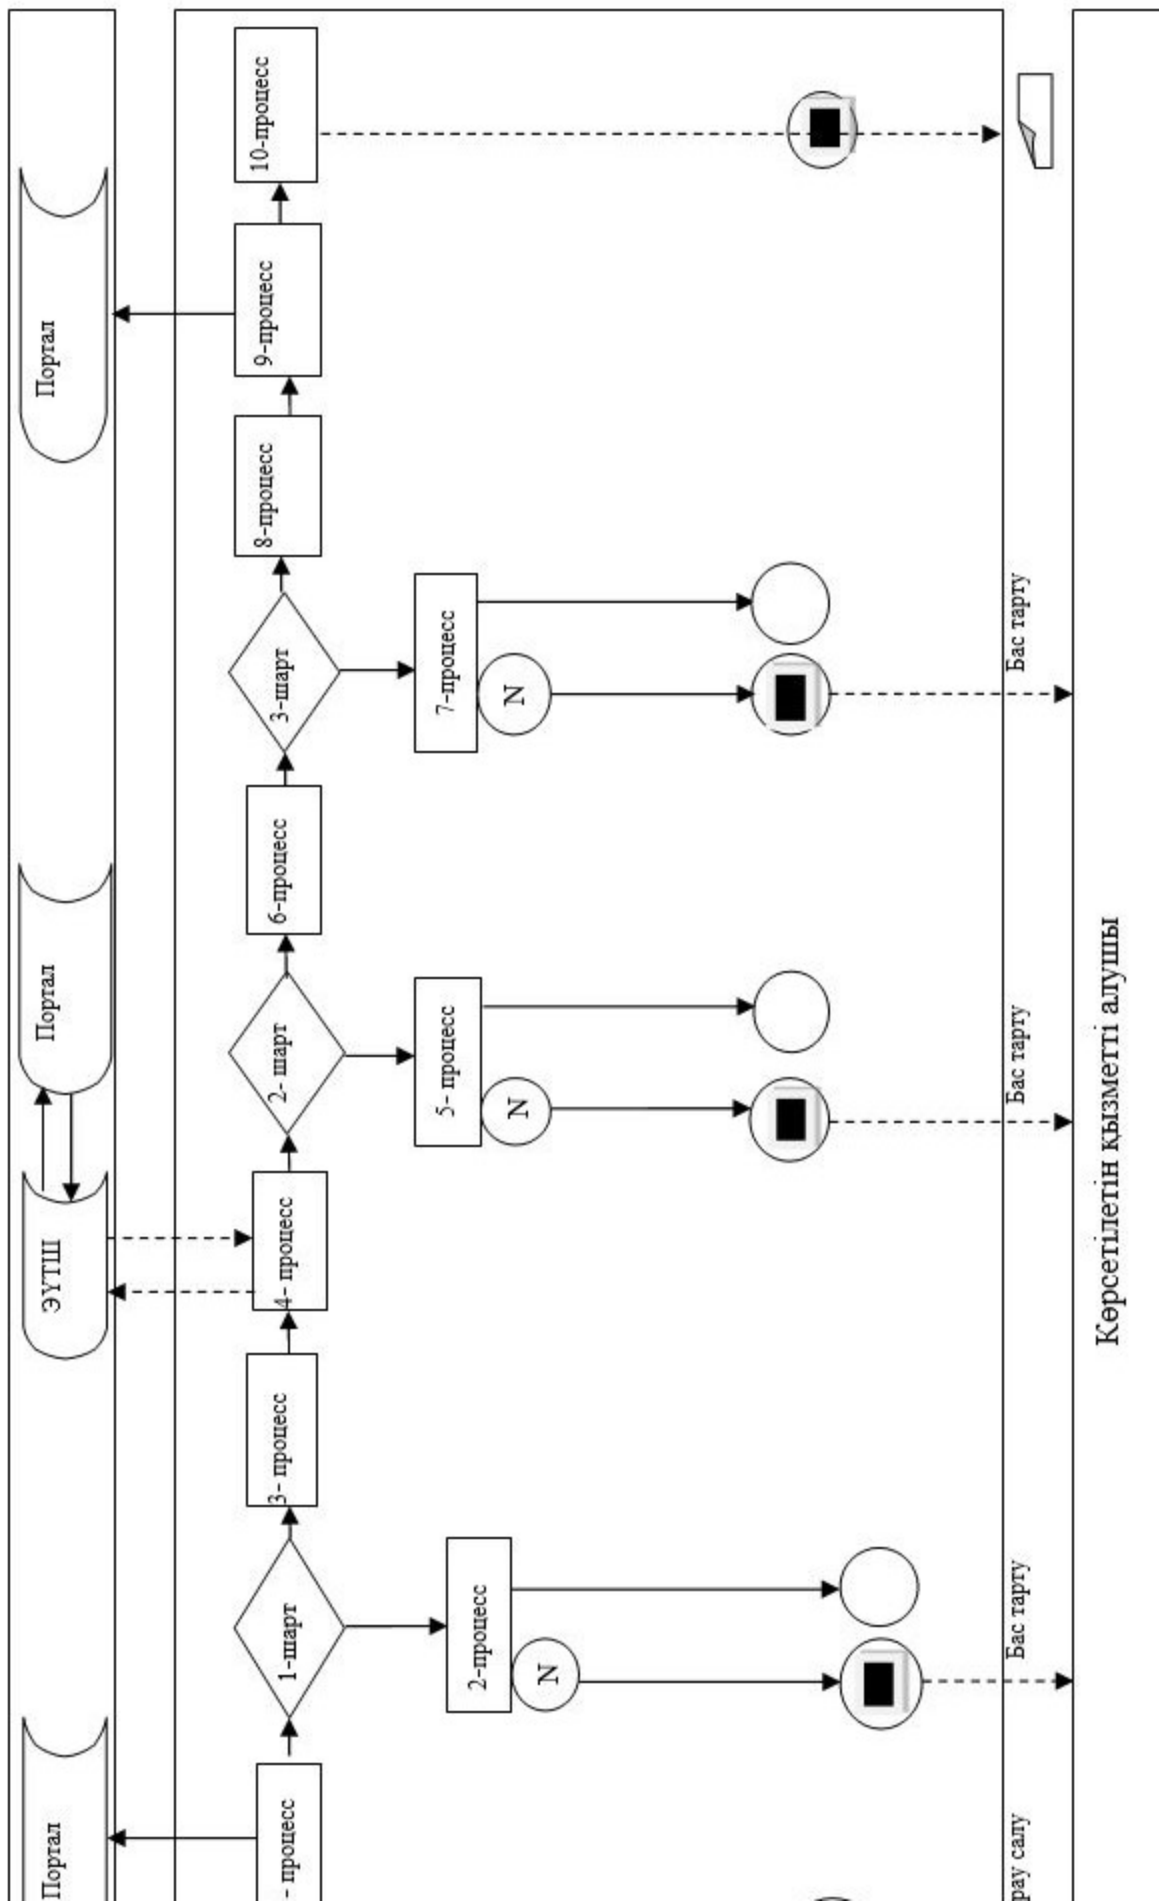 Портал
ЭҮТШ
Портал
Портал
- процесс
1-шарт
3- процесс
4- процесс
2- шарт
6-процесс
3-шарт
8-процесс
9-процесс
10-процесс
2-процесс
N
5- процесс
N
7-процесс
N
салу
Бас тарту
Бас тарту
Бас тарту
Көрсетілетін қызметті алушы